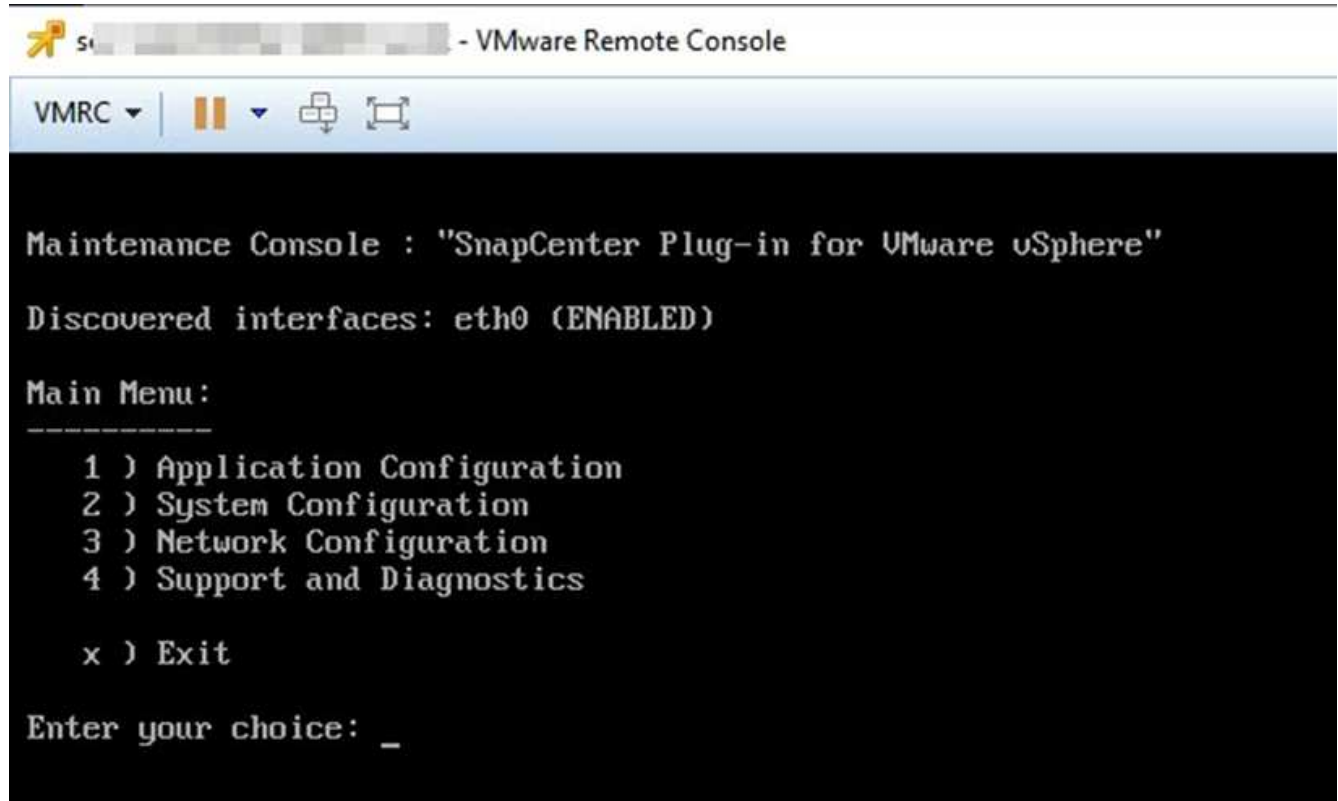 - VMware Remote Console
VMRC
Maintenance Console : "SnapCenter Plug-in for VMware vSphere"
Discovered interfaces: eth0 (ENABLED)
Main Menu:
----------
1 ) Application Configuration
2 ) System Configuration
3 ) Network Configuration
4 ) Support and Diagnostics
x ) Exit
Enter your choice: _